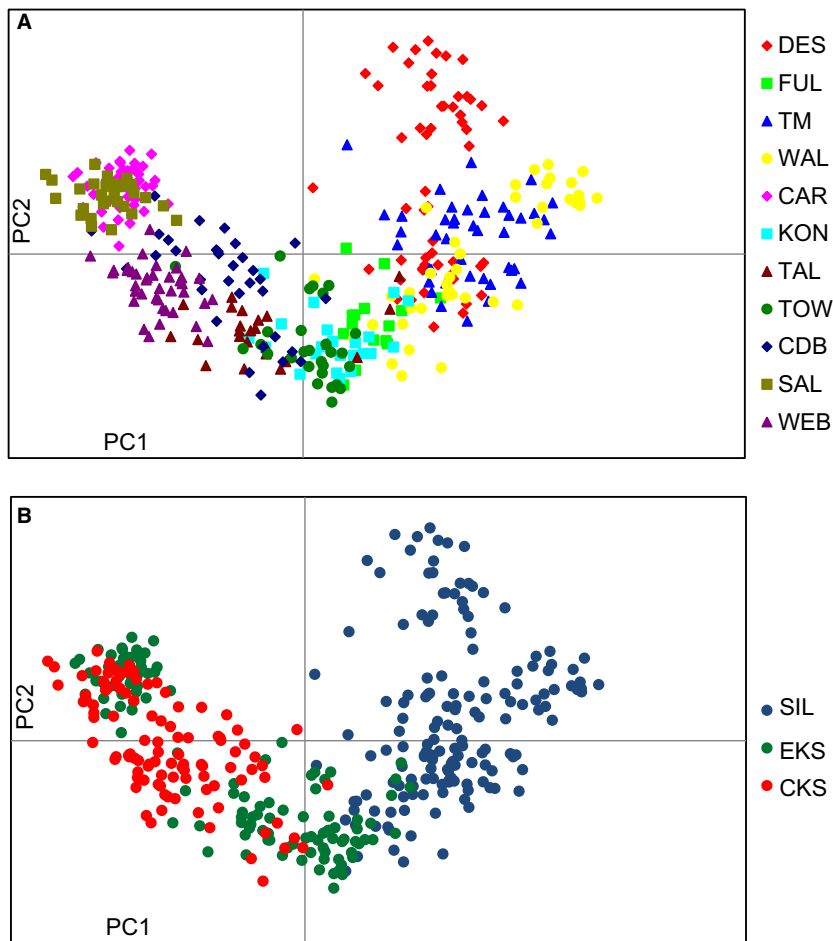 A
PC2
PC1
DES
FUL
TM
WAL
CAR
KON
TAL
TOW
CDB
SAL
WEB
B
PC2
PC1
SIL
EKS
CKS